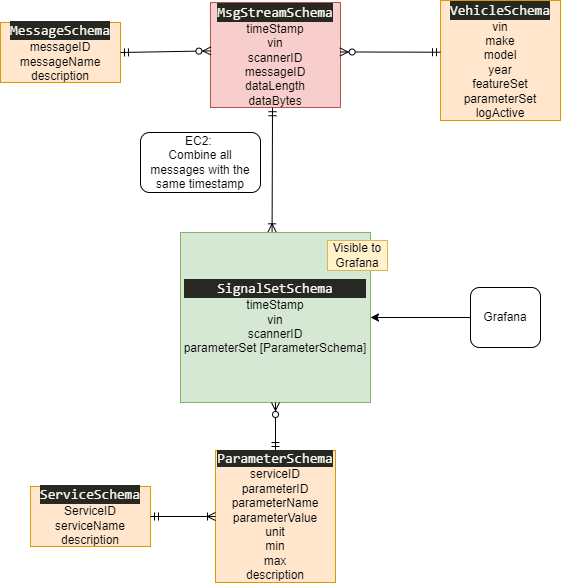 MessageSchema
messageID
messageName
description
MsgStreamSchema
timeStamp
vin
scannerID
messageID
dataLength
dataBytes
VehicleSchema
vin
make
model
year
featureSet
parameterSet
logActive
EC2:
Combine all
messages with the
same timestamp
Visible to
Grafana
SignalSetSchema
timeStamp
vin
scannerID
parameterSet [ParameterSchema]
Grafana
ParameterSchema
serviceID
parameterID
parameterName
parameterValue
unit
min
max
description
ServiceSchema
ServiceID
serviceName
description